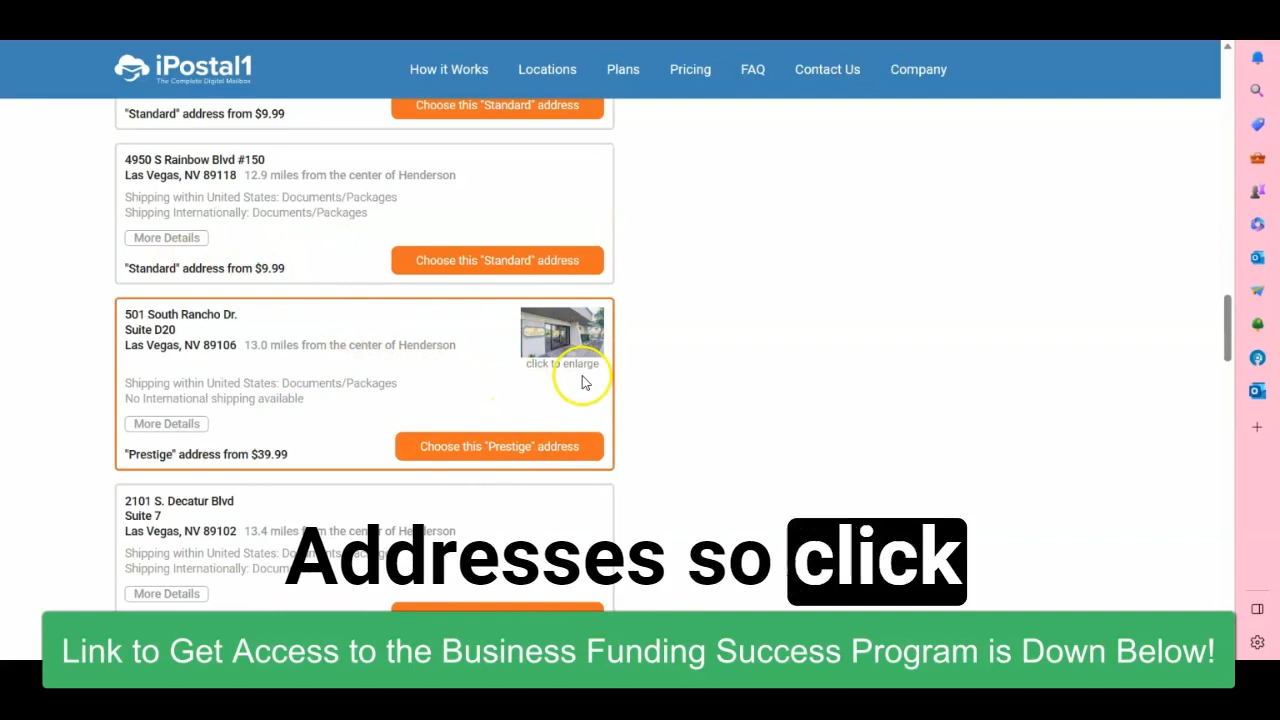 iPostal1
The Complete Digital Mailbox
How it Works
Locations
Plans
Pricing
FAQ
Contact Us
Company
"Standard" address from $9.99
Choose this "Standard" address
4950 S Rainbow Blvd #150
Las Vegas, NV 89118 12.9 miles from the center of Henderson
Shipping within United States: Documents/Packages
Shipping Internationally: Documents/Packages
More Details
"Standard" address from $9.99
Choose this "Standard" address
501 South Rancho Dr.
Suite D20
Las Vegas, NV 89106 13.0 miles from the center of Henderson
click to enlarge
Shipping within United States: Documents/Packages
No International shipping available
More Details
"Prestige" address from $39.99
Choose this "Prestige" address
2101 S. Decatur Blvd
Suite 7
Las Vegas, NV 89102 13.4 miles from the center of Henderson
Shipping within United States:
Shipping Internationally:
More Details
Addresses so click
Link to Get Access to the Business Funding Success Program is Down Below!